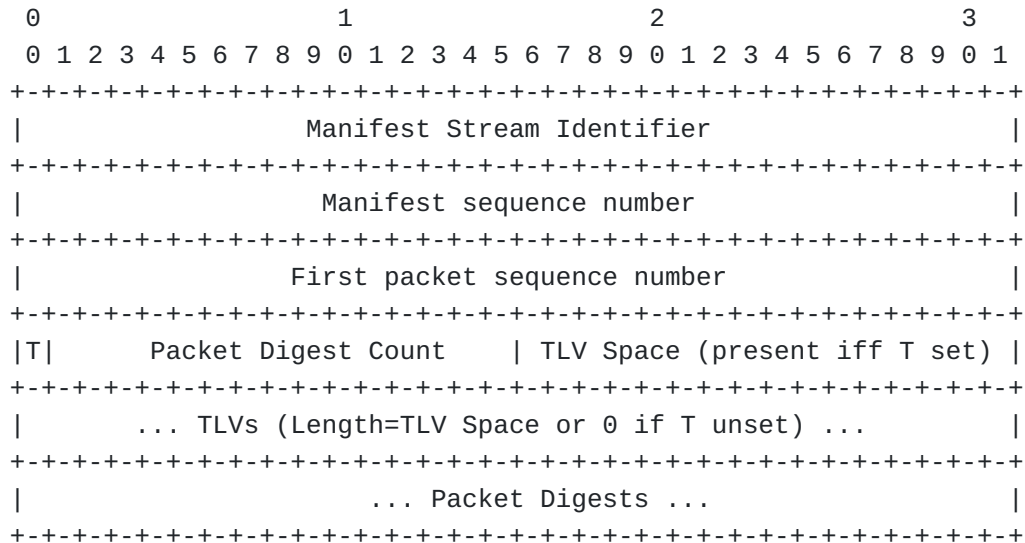 0                   1                   2                   3
 0 1 2 3 4 5 6 7 8 9 0 1 2 3 4 5 6 7 8 9 0 1 2 3 4 5 6 7 8 9 0 1
+-+-+-+-+-+-+-+-+-+-+-+-+-+-+-+-+-+-+-+-+-+-+-+-+-+-+-+-+-+-+-+-+
|                  Manifest Stream Identifier                   |
+-+-+-+-+-+-+-+-+-+-+-+-+-+-+-+-+-+-+-+-+-+-+-+-+-+-+-+-+-+-+-+-+
|                   Manifest sequence number                    |
+-+-+-+-+-+-+-+-+-+-+-+-+-+-+-+-+-+-+-+-+-+-+-+-+-+-+-+-+-+-+-+-+
|                 First packet sequence number                  |
+-+-+-+-+-+-+-+-+-+-+-+-+-+-+-+-+-+-+-+-+-+-+-+-+-+-+-+-+-+-+-+-+
|T|      Packet Digest Count    | TLV Space (present iff T set) |
+-+-+-+-+-+-+-+-+-+-+-+-+-+-+-+-+-+-+-+-+-+-+-+-+-+-+-+-+-+-+-+-+
|       ... TLVs (Length=TLV Space or 0 if T unset) ...         |
+-+-+-+-+-+-+-+-+-+-+-+-+-+-+-+-+-+-+-+-+-+-+-+-+-+-+-+-+-+-+-+-+
|                      ... Packet Digests ...                   |
+-+-+-+-+-+-+-+-+-+-+-+-+-+-+-+-+-+-+-+-+-+-+-+-+-+-+-+-+-+-+-+-+